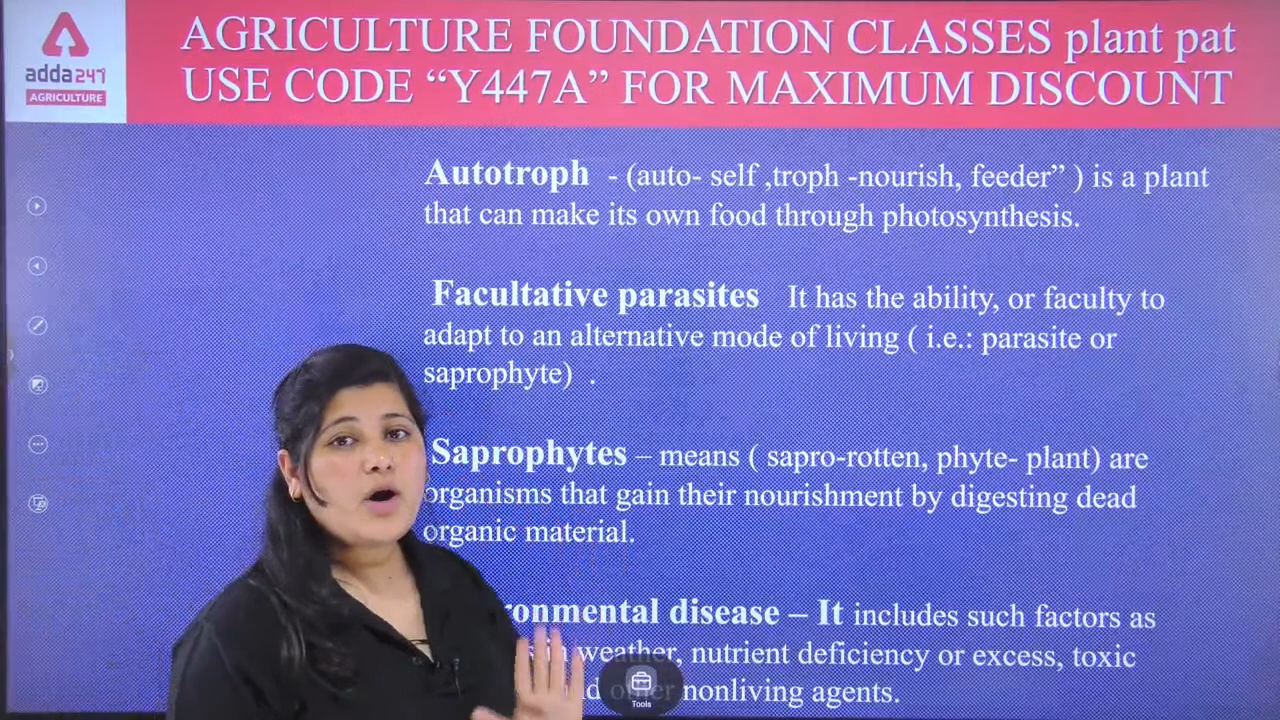 AGRICULTURE FOUNDATION CLASSES plant pat
USE CODE “Y447A” FOR MAXIMUM DISCOUNT
adda247
AGRICULTURE
Autotroph - (auto- self ,troph -nourish, feeder” ) is a plant
that can make its own food through photosynthesis.
Facultative parasites It has the ability, or faculty to
adapt to an alternative mode of living ( i.e.: parasite or
saprophyte) .
Saprophytes – means ( sapro-rotten, phyte- plant) are
organisms that gain their nourishment by digesting dead
organic material.
ronmental disease – It includes such factors as
in weather, nutrient deficiency or excess, toxic
other nonliving agents.
Tools